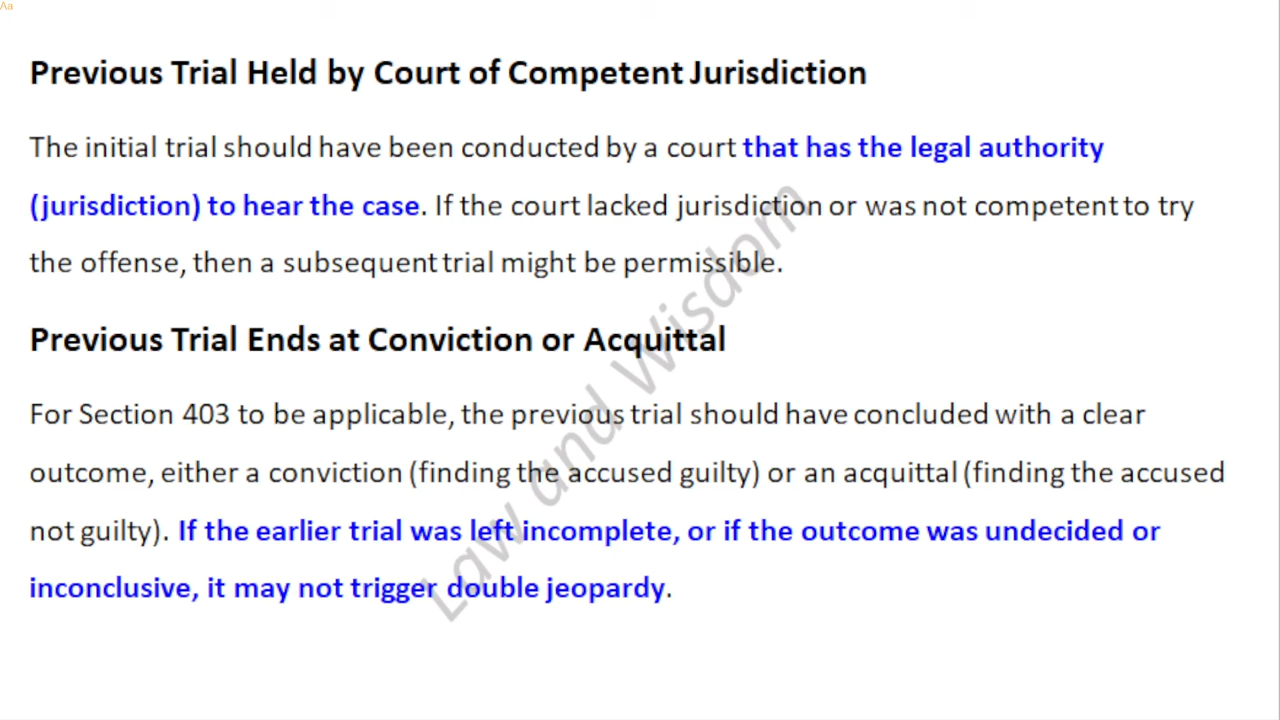 Aa
Previous Trial Held by Court of Competent Jurisdiction
The initial trial should have been conducted by a court that has the legal authority
(jurisdiction) to hear the case. If the court lacked jurisdiction or was not competent to try
the offense, then a subsequent trial might be permissible.
Previous Trial Ends at Conviction or Acquittal
For Section 403 to be applicable, the previous trial should have concluded with a clear
outcome, either a conviction (finding the accused guilty) or an acquittal (finding the accused
not guilty). If the earlier trial was left incomplete, or if the outcome was undecided or
inconclusive, it may not trigger double jeopardy.
Law and Wisdom